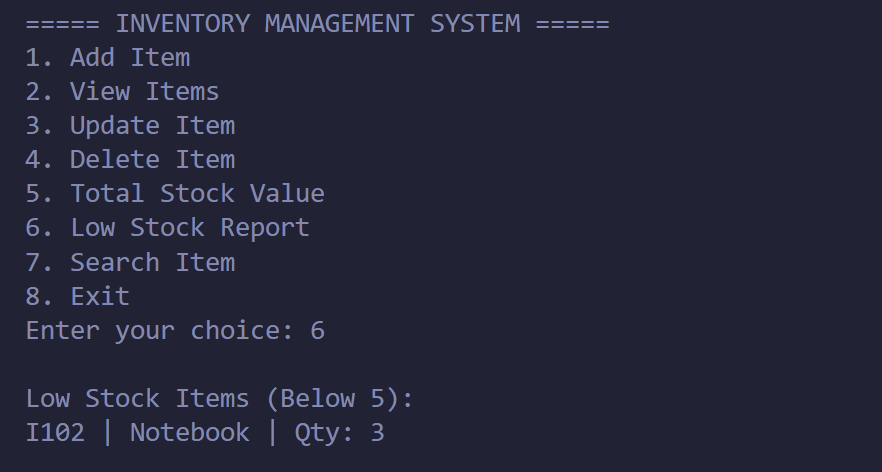 ===== INVENTORY MANAGEMENT SYSTEM =====
1. Add Item
2. View Items
3. Update Item
4. Delete Item
5. Total Stock Value
6. Low Stock Report
7. Search Item
8. Exit
Enter your choice: 6
Low Stock Items (Below 5):
I102 | Notebook | Qty: 3